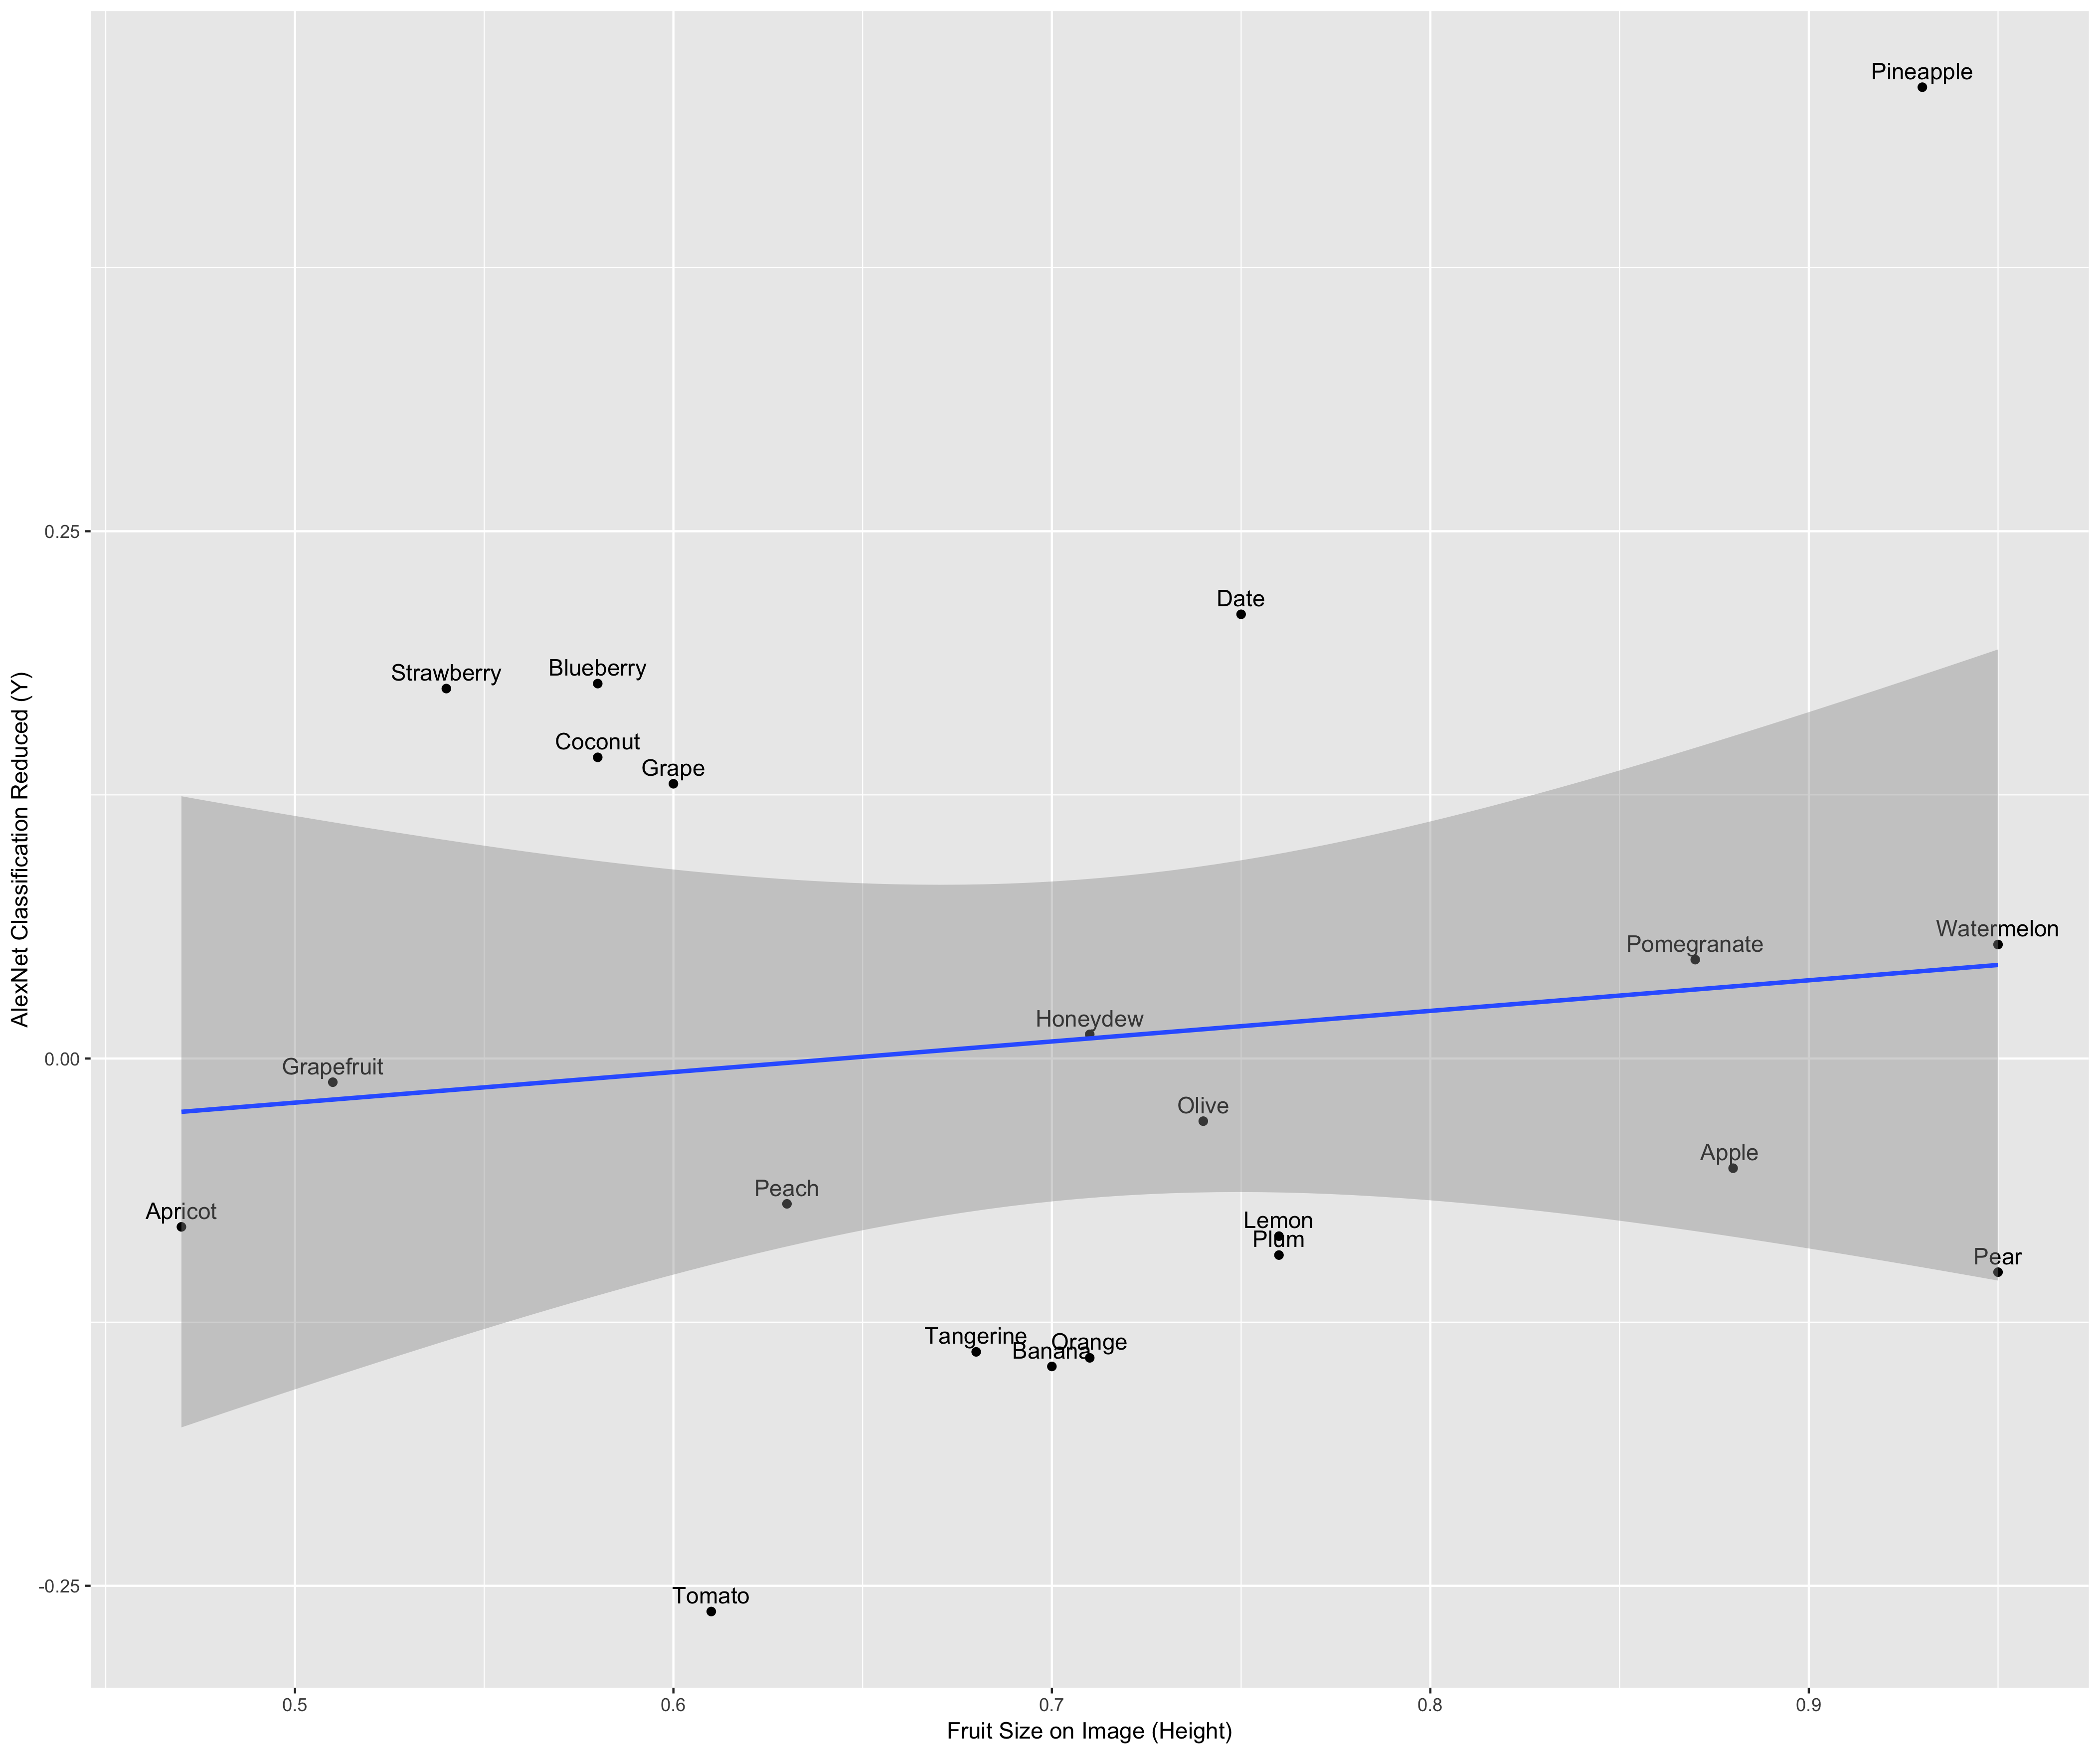 Pineapple
0.25
Date
Strawberry
Blueberry
Coconut
Grape
Watermelon
Pomegranate
Honeydew
0.00
Grapefruit
Olive
Apple
Peach
Apricot
Lemon
Plum
Pear
Tangerine
Orange
Banana
-0.25
Tomato
AlexNet Classification Reduced (Y)
0.5 0.6 0.7 0.8 0.9
Fruit Size on Image (Height)